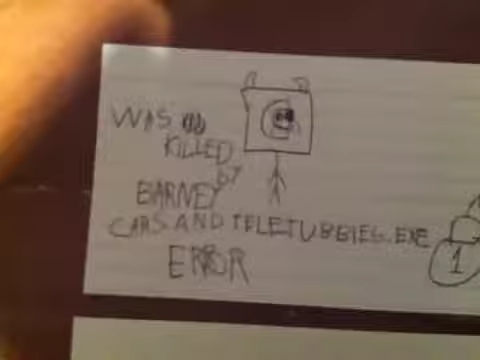 WAS
KILLED
by
BARNEY
CARS AND TELETUBBIES.EXE
ERROR
1